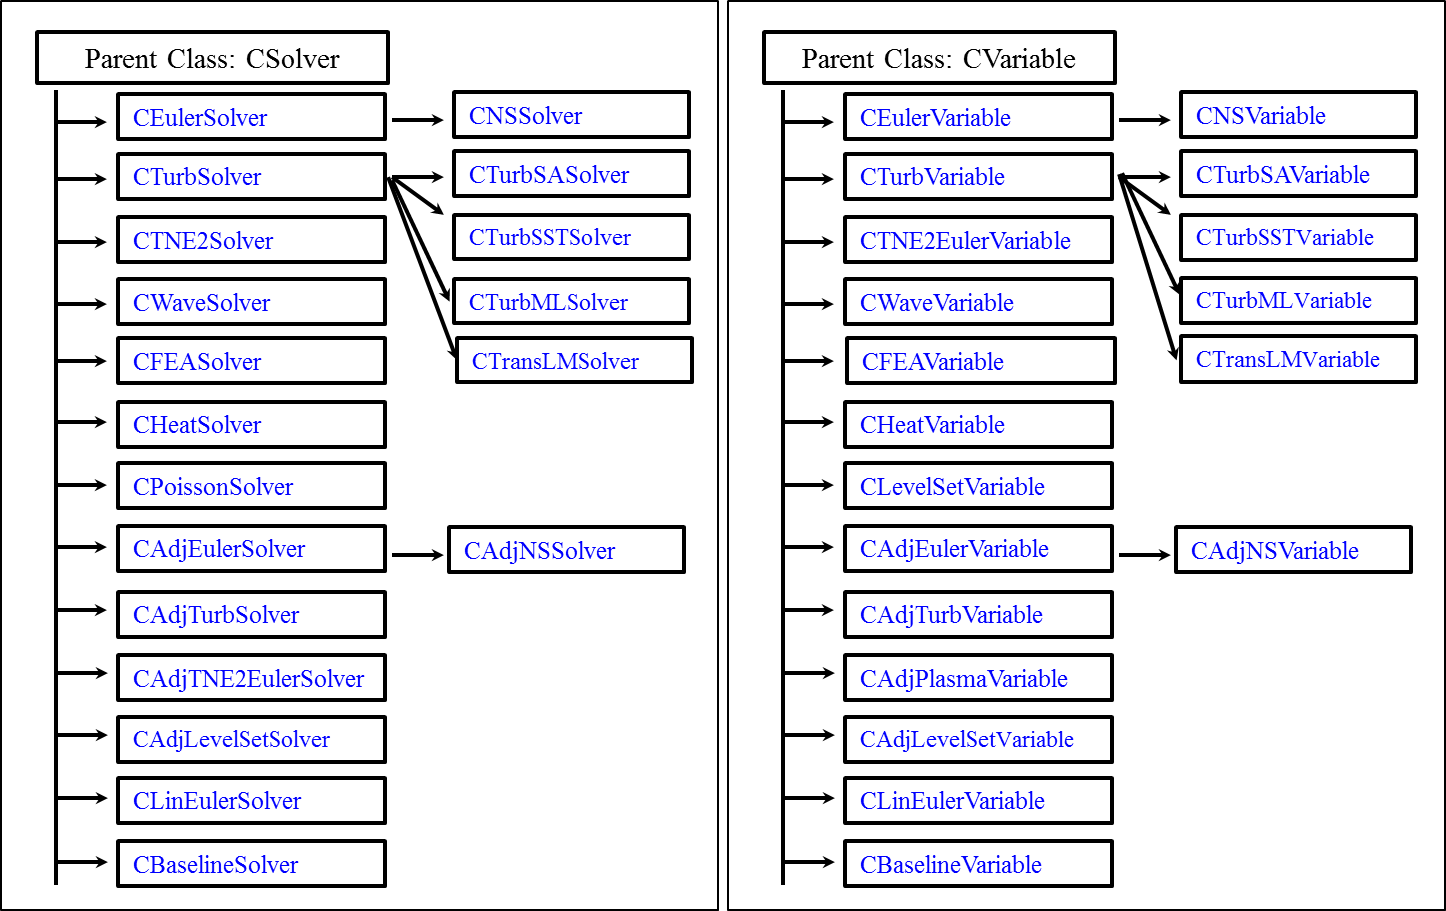 Parent Class: CSolver
CEulerSolver
CNSSolver
CTurbSolver
CTurbSASolver
CTurbSSTSolver
CTurbMLSolver
CTransLMSolver
CTNE2Solver
CWaveSolver
CFEASolver
CHeatSolver
CPoissonSolver
CAdjEulerSolver
CAdjNSSolver
CAdjTurbSolver
CAdjTNE2EulerSolver
CAdjLevelSetSolver
CLinEulerSolver
CBaselineSolver
Parent Class: CVariable
CEulerVariable
CNSVariable
CTurbVariable
CTurbSAVariable
CTurbSSTVariable
CTurbMLVariable
CTransLMVariable
CTNE2EulerVariable
CWaveVariable
CFEAVariable
CHeatVariable
CLevelSetVariable
CAdjEulerVariable
CAdjNSVariable
CAdjTurbVariable
CAdjPlasmaVariable
CAdjLevelSetVariable
CLinEulerVariable
CBaselineVariable